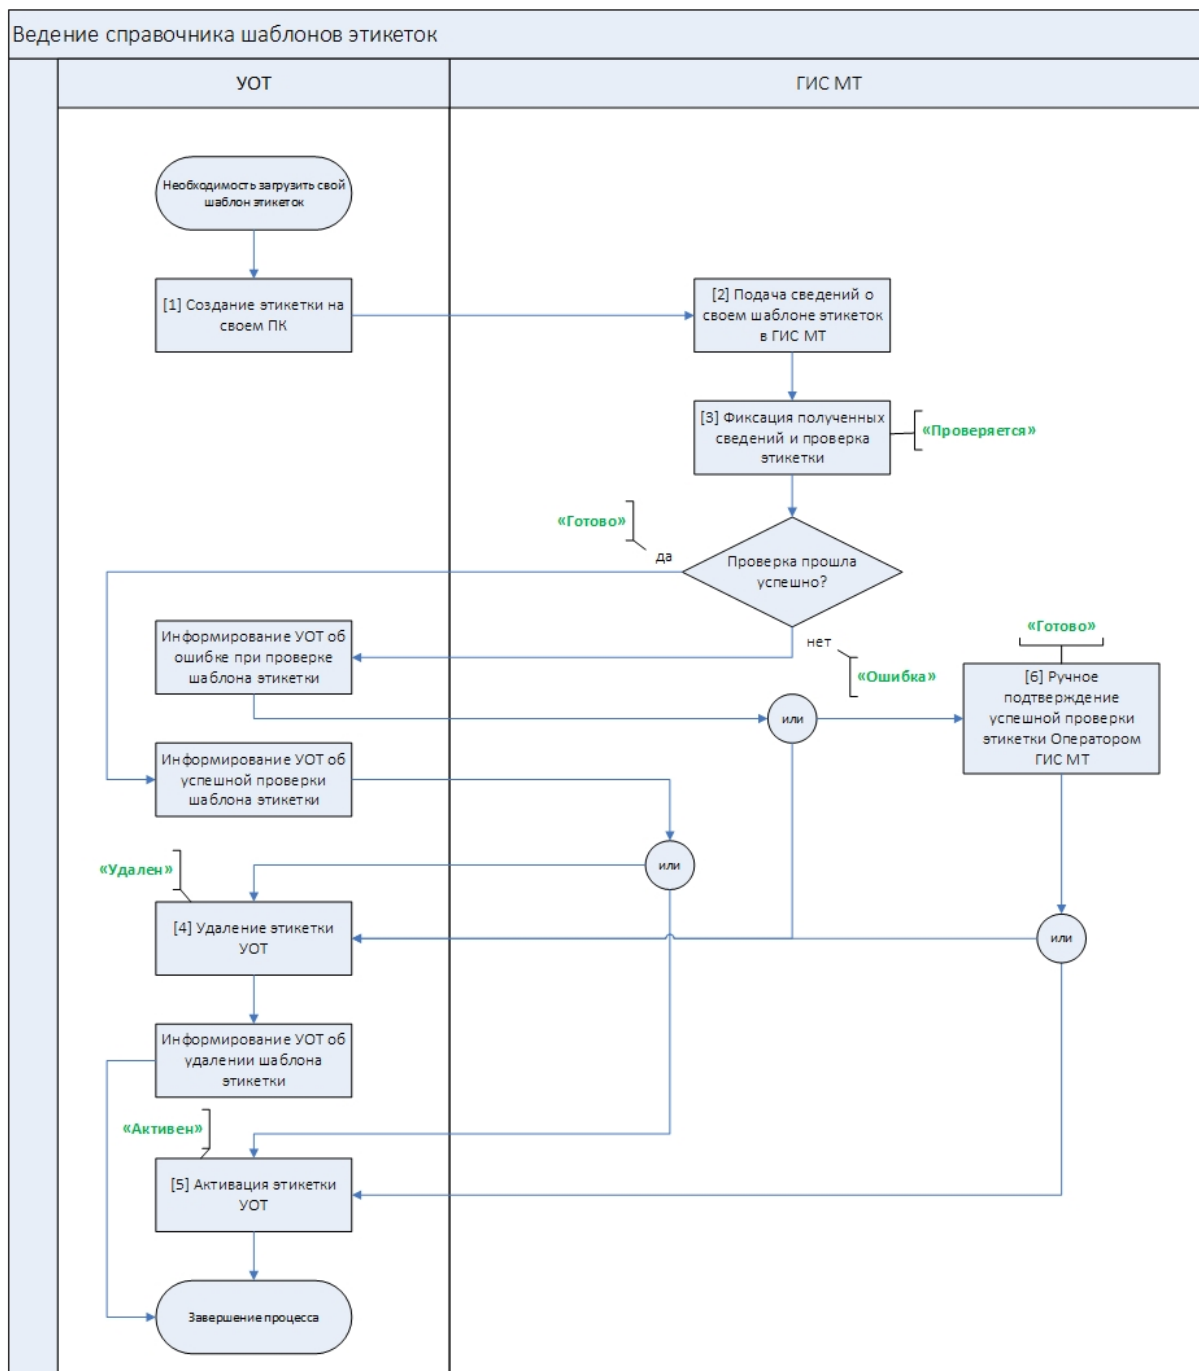 Ведение справочника шаблонов этикеток
УОТ
ГИС МТ
Необходимость загрузить свой
шаблон этикеток
[1] Создание этикетки на
своем ПК
[2] Подача сведений о
своем шаблоне этикеток
в ГИС МТ
[3] Фиксация полученных
сведений и проверка
этикетки
«Проверяется»
«Готово»
да
Проверка прошла
успешно?
нет
«Ошибка»
Информирование УОТ об
ошибке при проверке
шаблона этикетки
или
«Готово»
[6] Ручное
подтверждение
успешной проверки
этикетки Оператором
ГИС МТ
Информирование УОТ об
успешной проверки
шаблона этикетки
или
«Удален»
[4] Удаление этикетки
УОТ
или
Информирование УОТ об
удалении шаблона
этикетки
«Активен»
[5] Активация этикетки
УОТ
Завершение процесса